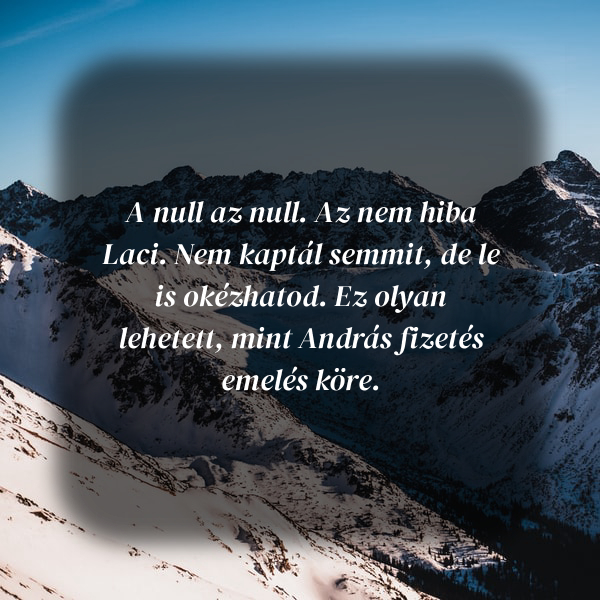 A null az null. Az nem hiba
Laci. Nem kaptál semmit, de le
is okézhatod. Ez olyan
lehetett, mint András fizetés
emelés köre.